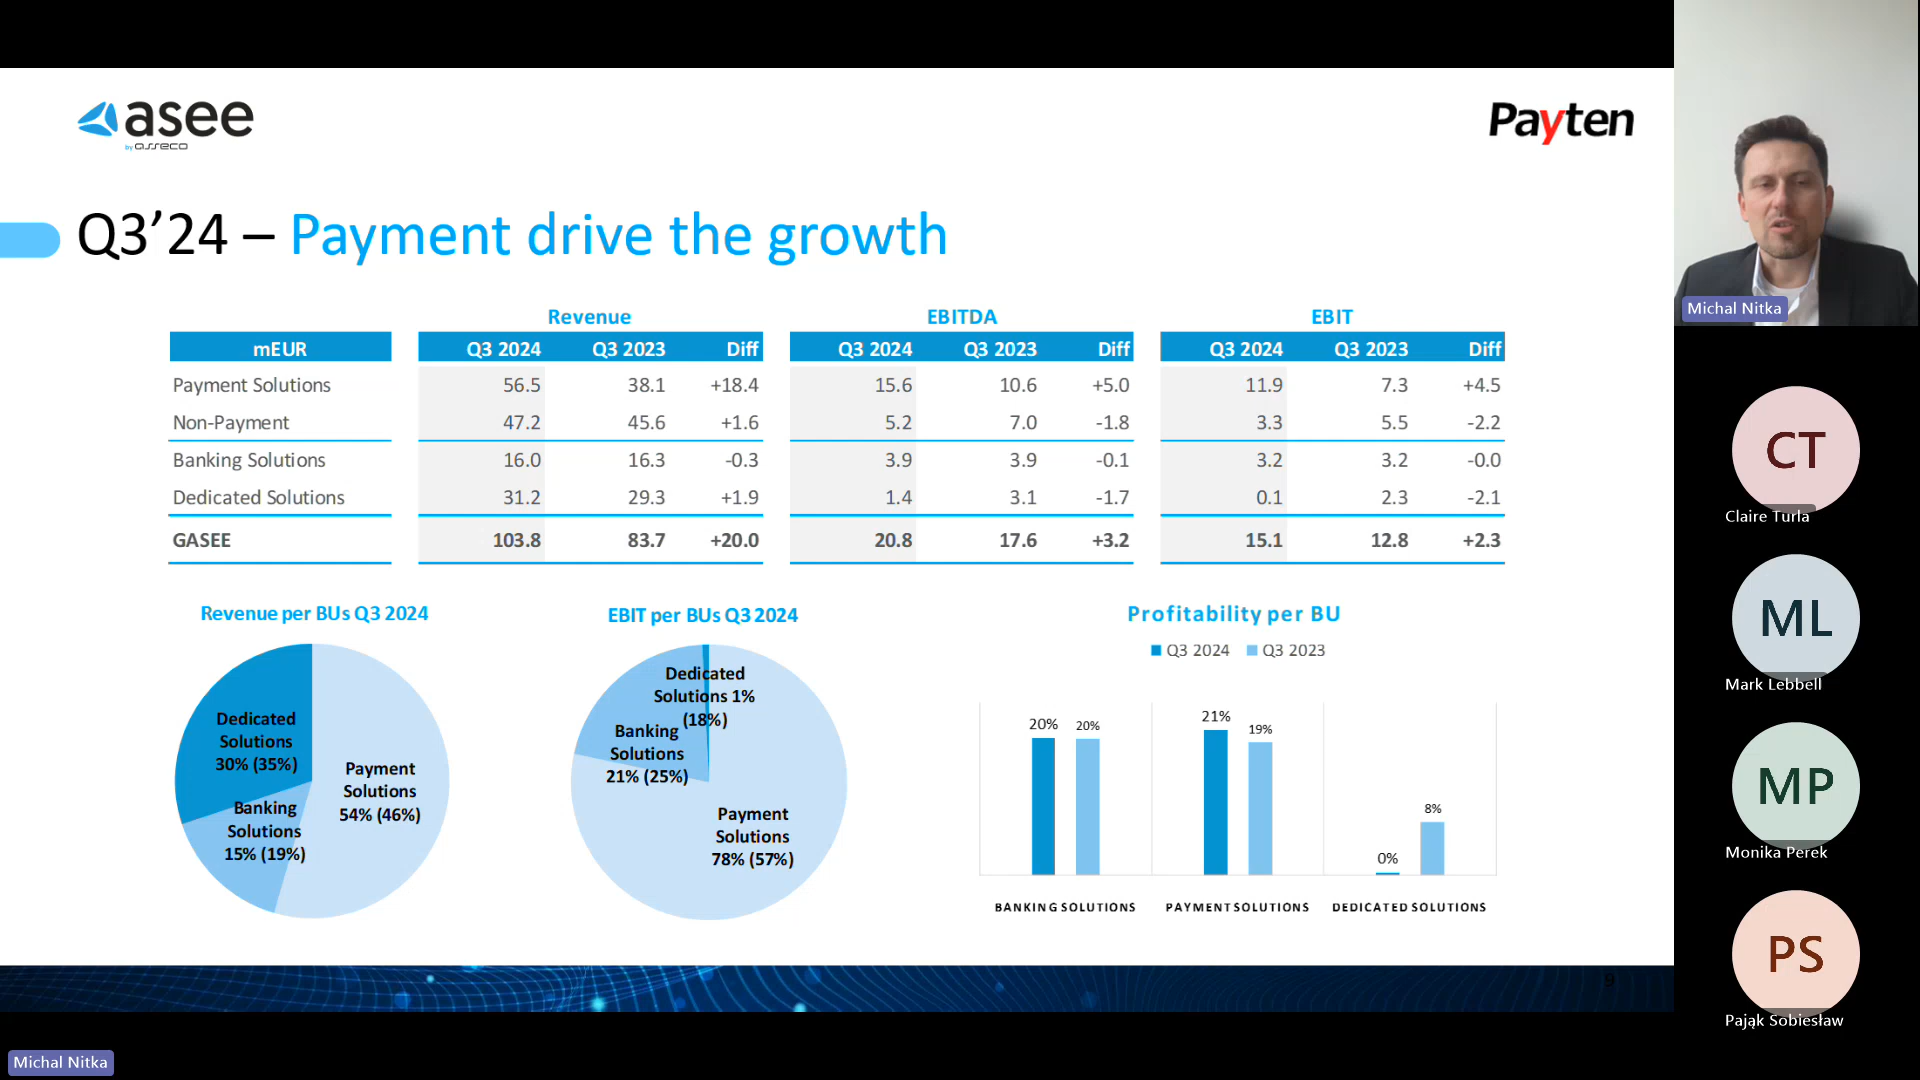 asee
by asseco
Payten
Q3’24 – Payment drive the growth
Revenue EBITDA EBIT
mEUR Q3 2024 Q3 2023 Diff Q3 2024 Q3 2023 Diff Q3 2024 Q3 2023 Diff
Payment Solutions 56.5 38.1 +18.4 15.6 10.6 +5.0 11.9 7.3 +4.5
Non-Payment 47.2 45.6 +1.6 5.2 7.0 -1.8 3.3 5.5 -2.2
Banking Solutions 16.0 16.3 -0.3 3.9 3.9 -0.1 3.2 3.2 -0.0
Dedicated Solutions 31.2 29.3 +1.9 1.4 3.1 -1.7 0.1 2.3 -2.1
GASEE 103.8 83.7 +20.0 20.8 17.6 +3.2 15.1 12.8 +2.3
Revenue per BUs Q3 2024
Dedicated
Solutions
30% (35%)
Banking
Solutions
15% (19%)
Payment
Solutions
54% (46%)
EBIT per BUs Q3 2024
Dedicated
Solutions 1%
(18%)
Banking
Solutions
21% (25%)
Payment
Solutions
78% (57%)
Profitability per BU
Q3 2024 Q3 2023
20% 20% 21% 19% 0% 8%
BANKING SOLUTIONS PAYMENT SOLUTIONS DEDICATED SOLUTIONS
9
Michal Nitka
CT
Claire Turla
ML
Mark Lebbell
MP
Monika Perek
PS
Pająk Sobiesław
Michal Nitka